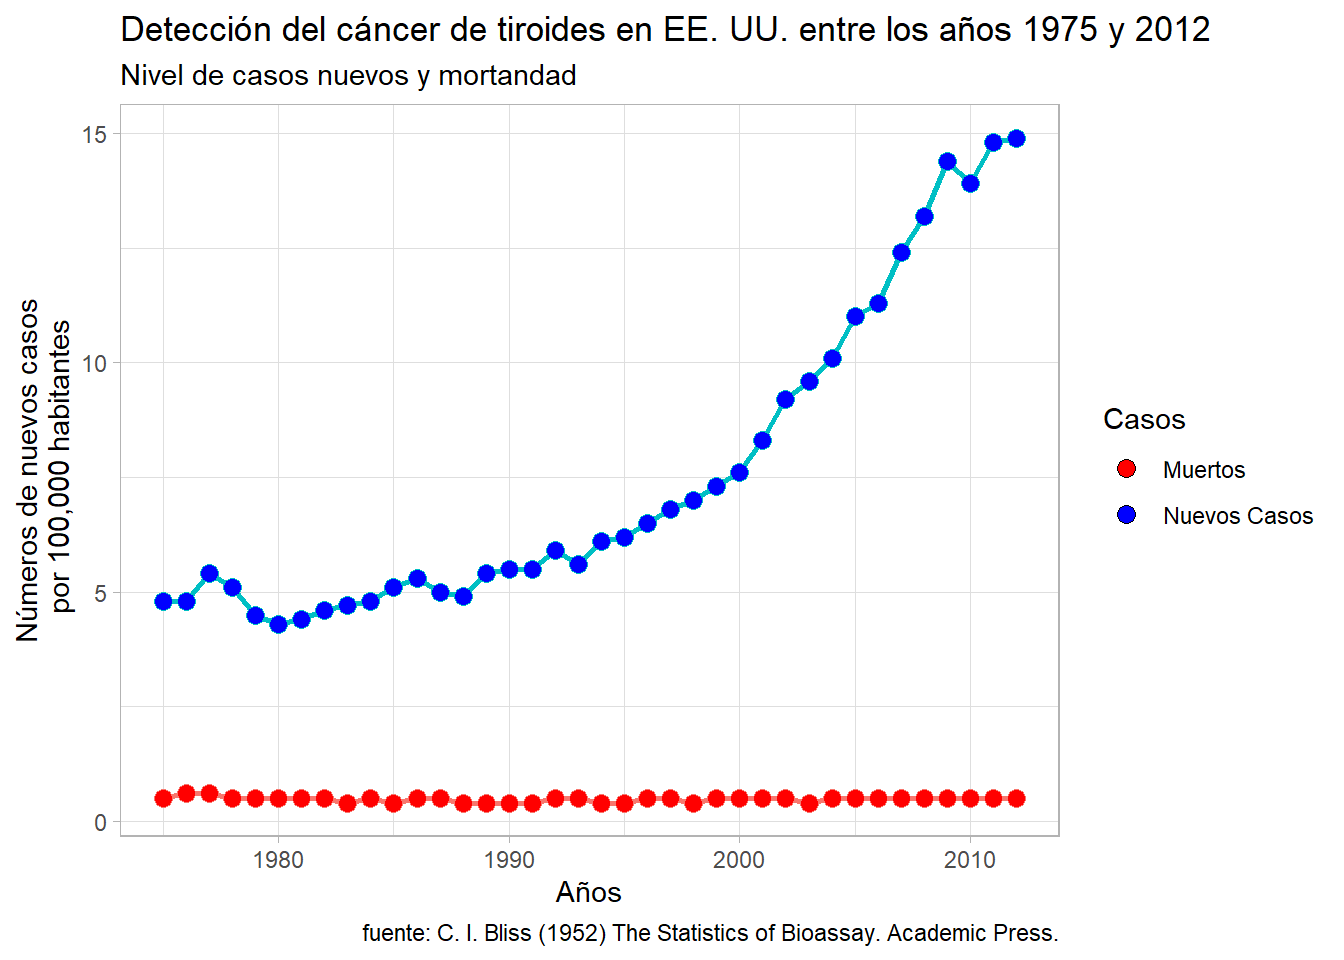 Detección del cáncer de tiroides en EE. UU. entre los años 1975 y 2012
Nivel de casos nuevos y mortandad
Números de nuevos casos
por 100,000 habitantes
15
10
5
0
1980
1990
2000
2010
Años
Casos
Muertos
Nuevos Casos
fuente: C. I. Bliss (1952) The Statistics of Bioassay. Academic Press.